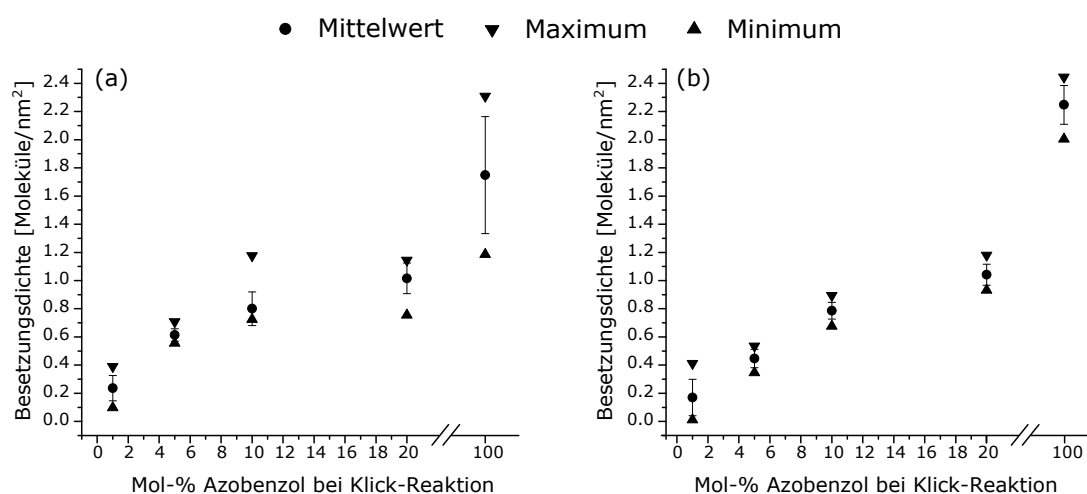 Mittelwert Maximum Minimum
(a)
Besetzungsdichte [Moleküle/nm²]
2.4
2.2
2.0
1.8
1.6
1.4
1.2
1.0
0.8
0.6
0.4
0.2
0.0
0 2 4 6 8 10 12 14 16 18 20 100
Mol-% Azobenzol bei Klick-Reaktion
(b)
Besetzungsdichte [Moleküle/nm²]
2.4
2.2
2.0
1.8
1.6
1.4
1.2
1.0
0.8
0.6
0.4
0.2
0.0
0 2 4 6 8 10 12 14 16 18 20 100
Mol-% Azobenzol bei Klick-Reaktion